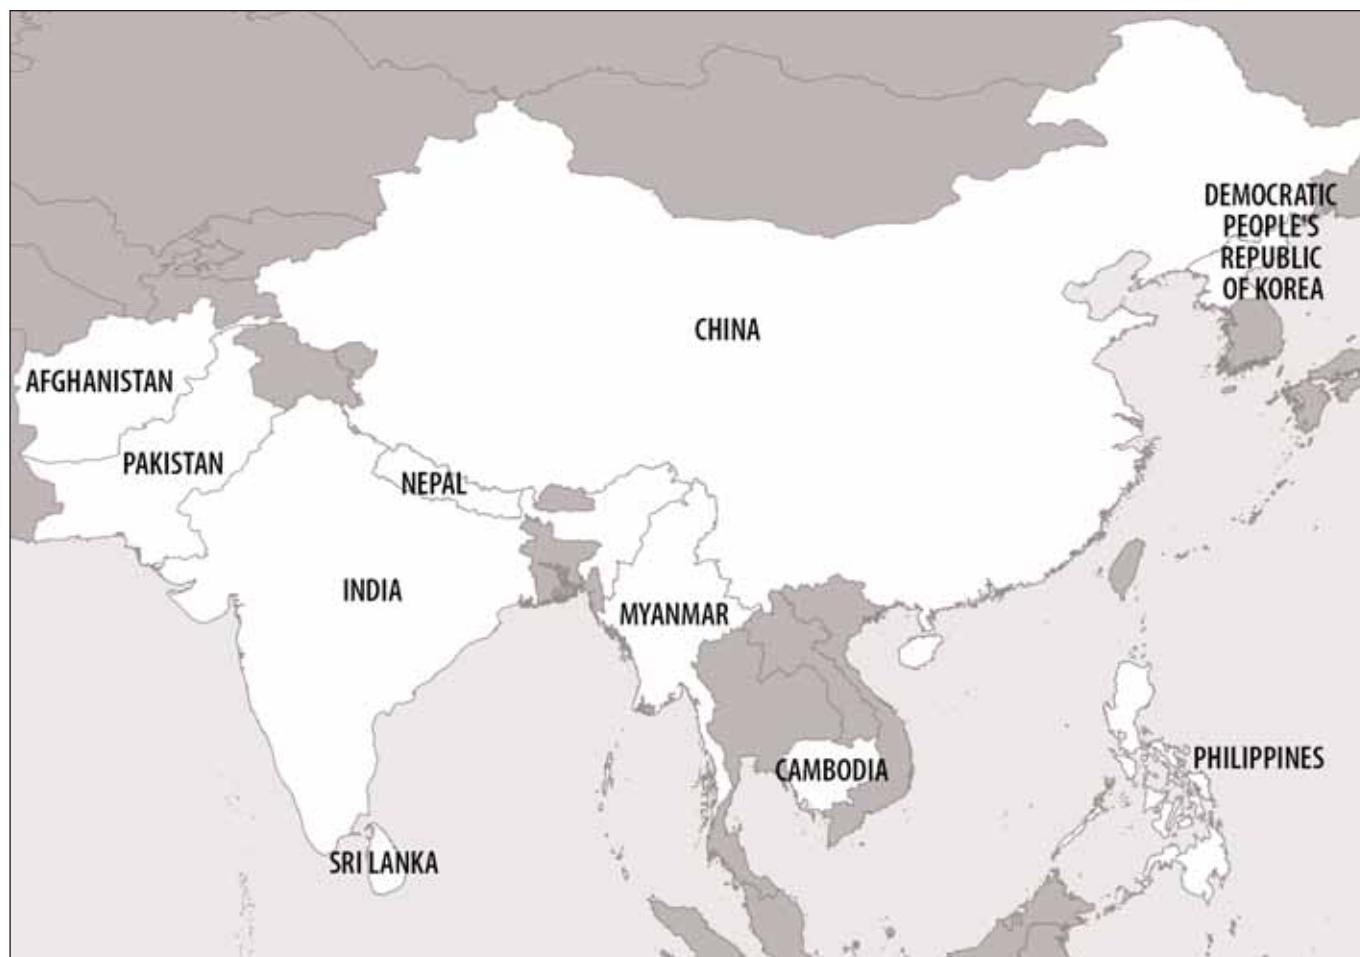 DEMOCRATIC
PEOPLE'S
REPUBLIC
OF KOREA
CHINA
AFGHANISTAN
PAKISTAN
NEPAL
INDIA
MYANMAR
CAMBODIA
PHILIPPINES
SRI LANKA